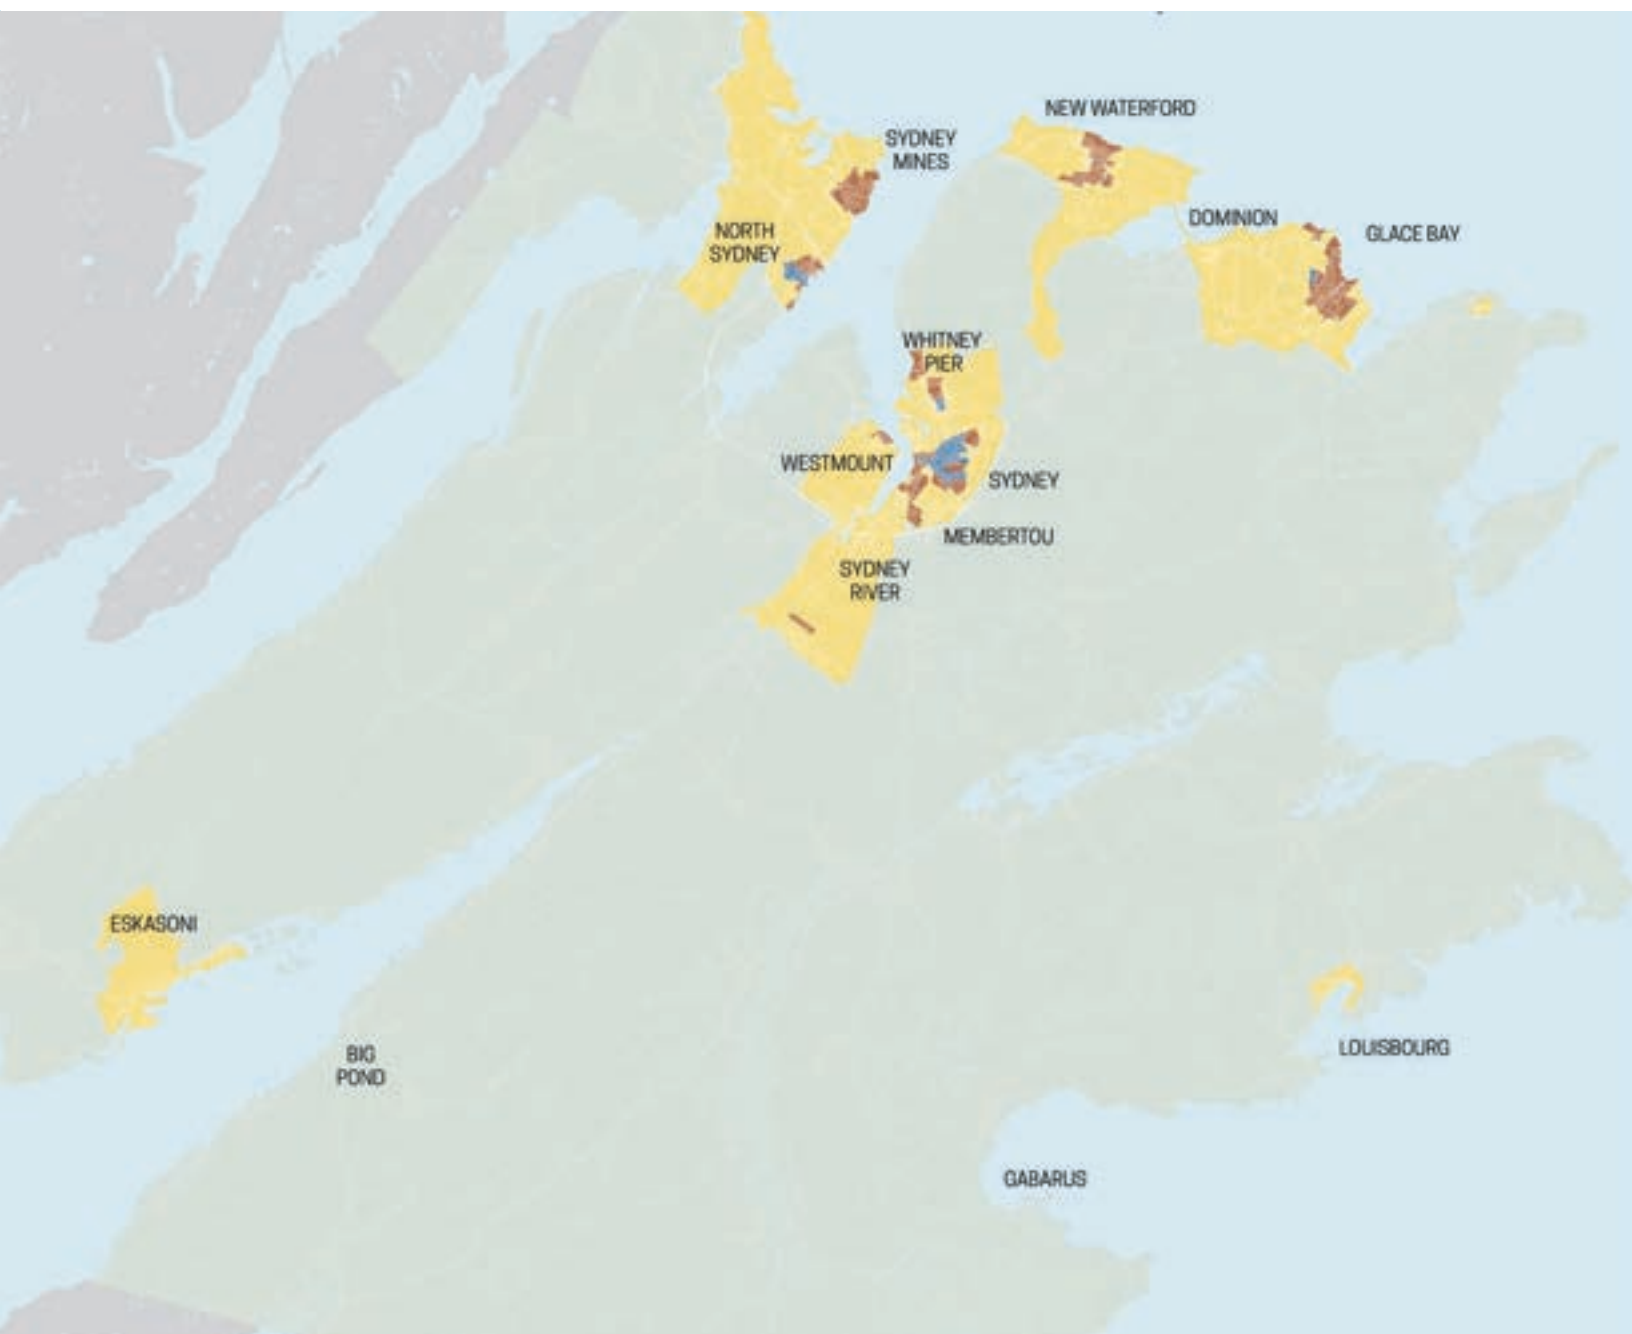 NEW WATERFORD
SYDNEY
MINES
DOMINION
GLACE BAY
NORTH
SYDNEY
WHITNEY
PIER
WESTMOUNT
SYDNEY
MEMBERTOU
SYDNEY
RIVER
ESKASONI
BIG
POND
LOUISBOURG
GABARUS